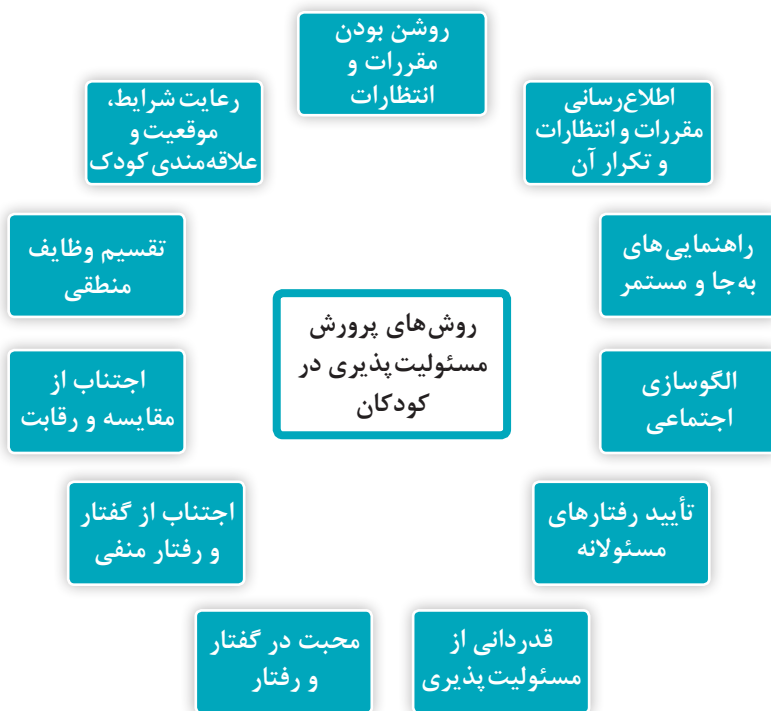 روشن بودن
مقررات و
انتظارات
اطلاع‌رسانی
مقررات و انتظارات
و تکرار آن
راهنمایی‌های
به‌جا و مستمر
الگوسازی
اجتماعی
تأیید رفتارهای
مسئولانه
قدردانی از
مسئولیت‌پذیری
محبت در گفتار
و رفتار
اجتناب از گفتار
و رفتار منفی
اجتناب از
مقایسه و رقابت
تقسیم وظایف
منطقی
رعایت شرایط،
موقعیت و
علاقه‌مندی کودک
روش‌های پرورش
مسئولیت‌پذیری در
کودکان